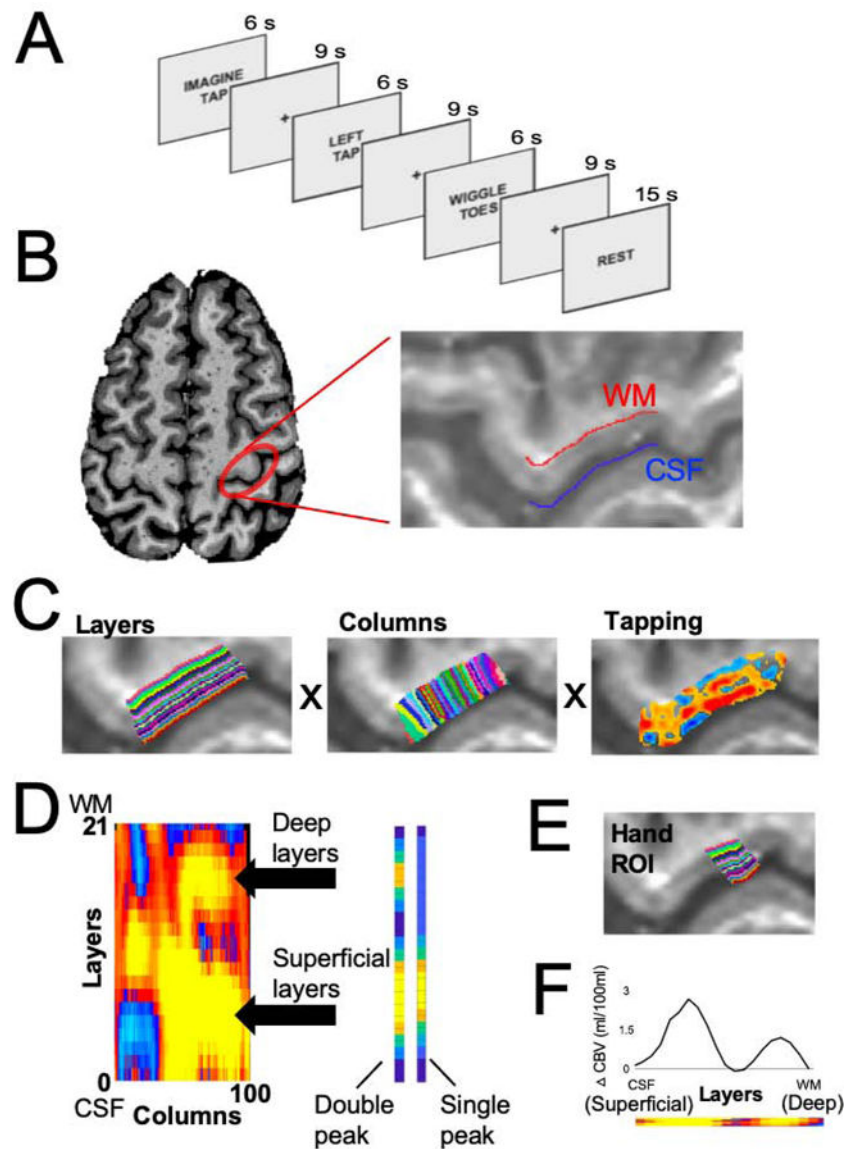 A
6 s
IMAGINE
TAP
9 s
+
6 s
LEFT
TAP
9 s
+
6 s
WIGGLE
TOES
9 s
+
15 s
REST
B
WM
CSF
C
Layers
X
Columns
X
Tapping
D
WM
21
Layers
0
CSF
Columns
100
Deep
layers
Superficial
layers
Double
peak
Single
peak
E
Hand
ROI
F
Δ CBV (ml/100ml)
3
1.5
0
CSF
(Superficial)
Layers
WM
(Deep)